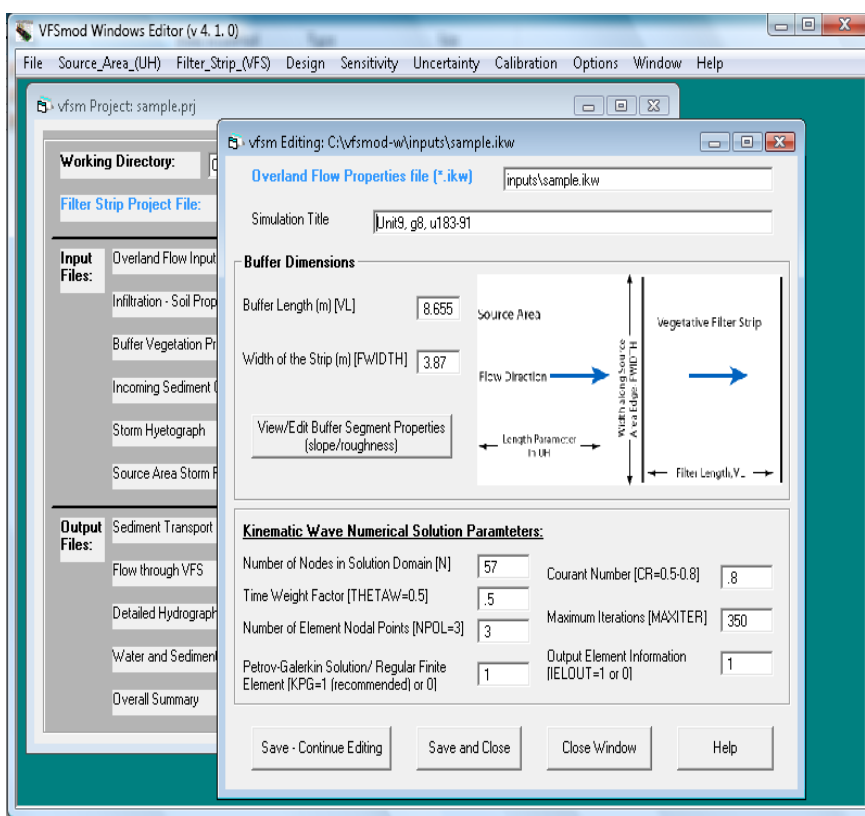 VFSmod Windows Editor (v 4. 1. 0)
File Source_Area_(UH) Filter_Strip_(VFS) Design Sensitivity Uncertainty Calibration Options Window Help
vfsm Project: sample.prj
Working Directory:
Filter Strip Project File:
Input Files:
Overland Flow Input
Infiltration - Soil Prop
Buffer Vegetation Pr
Incoming Sediment
Storm Hyetograph
Source Area Storm
Output Files:
Sediment Transport
Flow through VFS
Detailed Hydrograph
Water and Sediment
Overall Summary
vfsm Editing: C:\vfsmod-w\inputs\sample.ikw
Overland Flow Properties file (*.ikw) inputs\sample.ikw
Simulation Title Unit9, g8, u183-91
Buffer Dimensions
Buffer Length (m) [VL] 8.655
Width of the Strip (m) [FWIDTH] 3.87
View/Edit Buffer Segment Properties
(slope/roughness)
Source Area
Flow Direction
Length Parameter
in UH
Width along Source
Area Edge, FWIDTH
Vegetative Filter Strip
Filter Length, VL
Kinematic Wave Numerical Solution Paramteters:
Number of Nodes in Solution Domain [N] 57
Time Weight Factor [THETAW=0.5] .5
Number of Element Nodal Points [NPOL=3] 3
Petrov-Galerkin Solution/ Regular Finite
Element [KPG=1 (recommended) or 0] 1
Courant Number [CR=0.5-0.8] .8
Maximum Iterations [MAXITER] 350
Output Element Information
[IELOUT=1 or 0] 1
Save - Continue Editing Save and Close Close Window Help